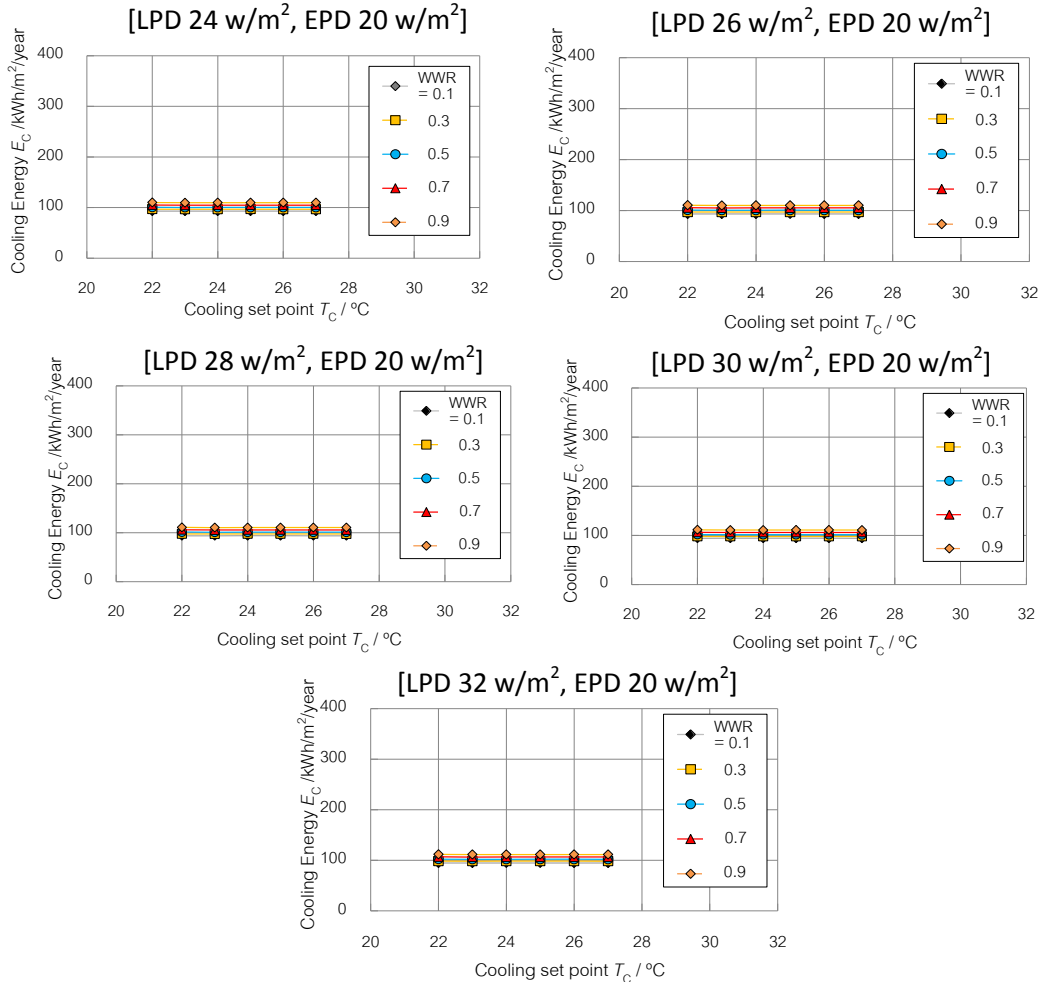 [LPD 24 w/m², EPD 20 w/m²]
Cooling Energy E_C /kWh/m²/year
400
300
200
100
0
20 22 24 26 28 30 32
Cooling set point T_C / ºC
WWR
= 0.1
0.3
0.5
0.7
0.9
[LPD 26 w/m², EPD 20 w/m²]
Cooling Energy E_C /kWh/m²/year
400
300
200
100
0
20 22 24 26 28 30 32
Cooling set point T_C / ºC
WWR
= 0.1
0.3
0.5
0.7
0.9
[LPD 28 w/m², EPD 20 w/m²]
Cooling Energy E_C /kWh/m²/year
400
300
200
100
0
20 22 24 26 28 30 32
Cooling set point T_C / ºC
WWR
= 0.1
0.3
0.5
0.7
0.9
[LPD 30 w/m², EPD 20 w/m²]
Cooling Energy E_C /kWh/m²/year
400
300
200
100
0
20 22 24 26 28 30 32
Cooling set point T_C / ºC
WWR
= 0.1
0.3
0.5
0.7
0.9
[LPD 32 w/m², EPD 20 w/m²]
Cooling Energy E_C /kWh/m²/year
400
300
200
100
0
20 22 24 26 28 30 32
Cooling set point T_C / ºC
WWR
= 0.1
0.3
0.5
0.7
0.9